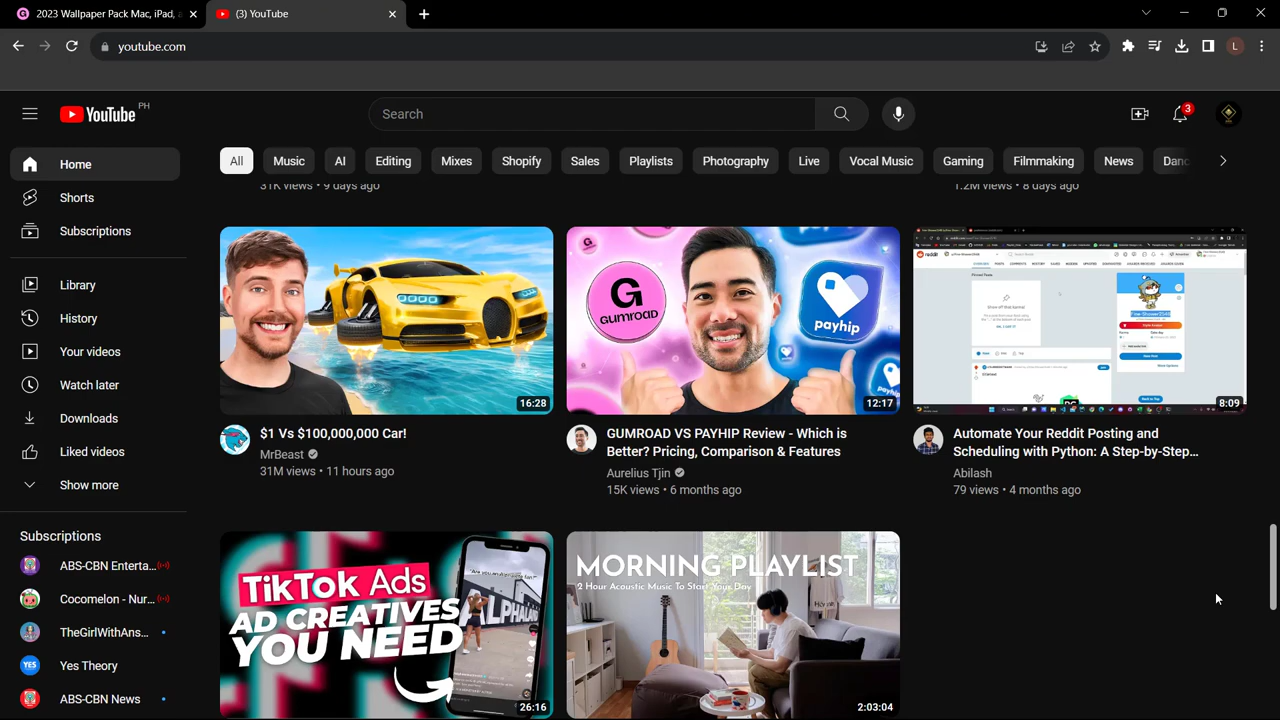 2023 Wallpaper Pack Mac, iPad, a
(3) YouTube
youtube.com
L
YouTube PH
Search
3
Home
Shorts
Subscriptions
Library
History
Your videos
Watch later
Downloads
Liked videos
Show more
Subscriptions
ABS-CBN Enterta...
Cocomelon - Nur...
TheGirlWithAns...
YES
Yes Theory
ABS-CBN News
All
Music
AI
Editing
Mixes
Shopify
Sales
Playlists
Photography
Live
Vocal Music
Gaming
Filmmaking
News
Danc
31K views • 9 days ago
1.2M views • 8 days ago
16:28
$1 Vs $100,000,000 Car!
MrBeast
31M views • 11 hours ago
G
GUMROAD
payhip
12:17
GUMROAD VS PAYHIP Review - Which is
Better? Pricing, Comparison & Features
Aurelius Tjin
15K views • 6 months ago
reddit
8:09
Automate Your Reddit Posting and
Scheduling with Python: A Step-by-Step...
Abilash
79 views • 4 months ago
TikTok Ads
AD CREATIVES
YOU NEED
ALPHALE
26:16
MORNING PLAYLIST
2 Hour Acoustic Music To Start Your Day
2:03:04